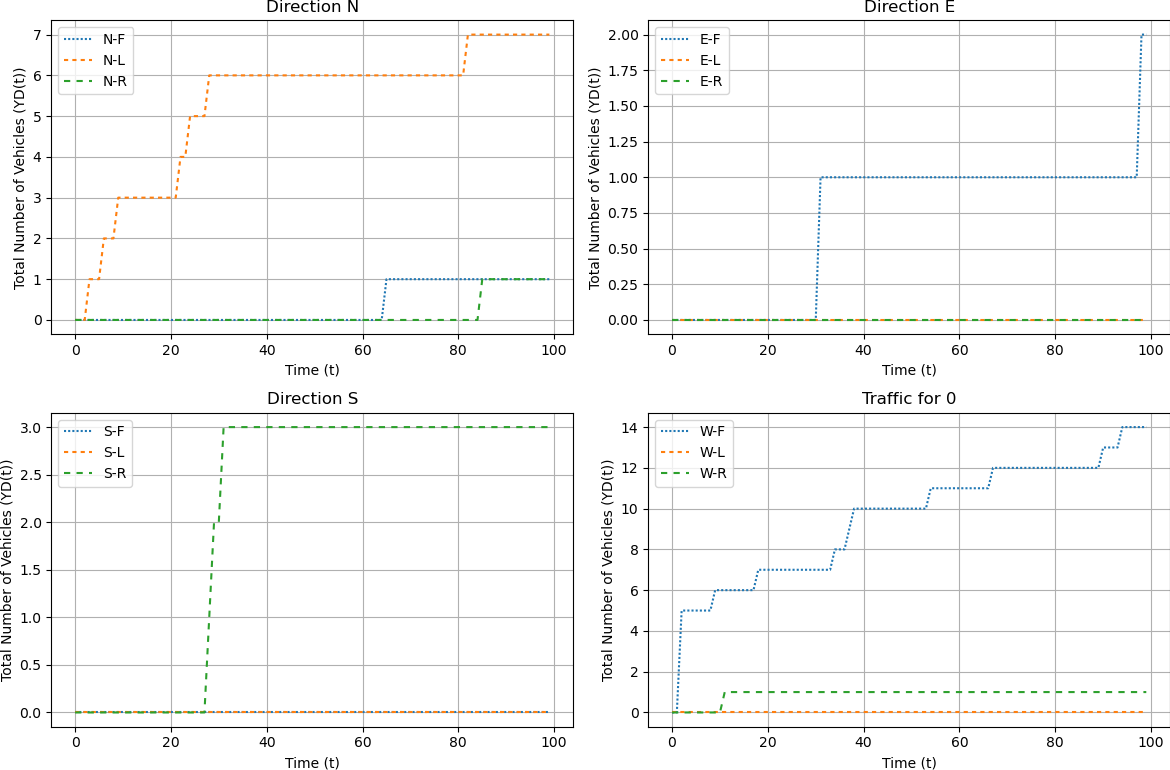 Direction N
Total Number of Vehicles (YD(t))
7
6
5
4
3
2
1
0
N-F
N-L
N-R
0 20 40 60 80 100
Time (t)
Direction E
Total Number of Vehicles (YD(t))
2.00
1.75
1.50
1.25
1.00
0.75
0.50
0.25
0.00
E-F
E-L
E-R
0 20 40 60 80 100
Time (t)
Direction S
Total Number of Vehicles (YD(t))
3.0
2.5
2.0
1.5
1.0
0.5
0.0
S-F
S-L
S-R
0 20 40 60 80 100
Time (t)
Traffic for 0
Total Number of Vehicles (YD(t))
14
12
10
8
6
4
2
0
W-F
W-L
W-R
0 20 40 60 80 100
Time (t)